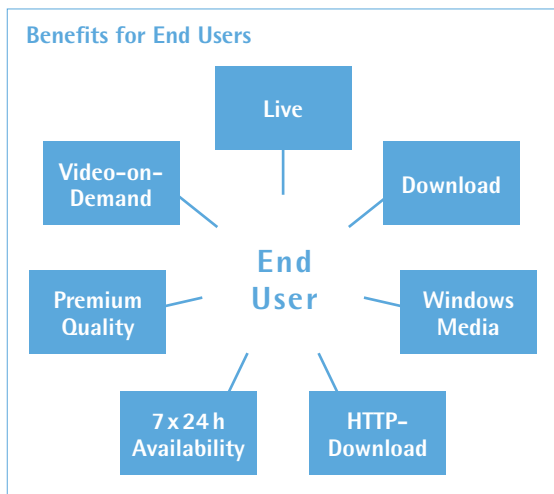 Benefits for End Users
Live
Video-on-
Demand
Download
End
User
Premium
Quality
Windows
Media
7 x 24 h
Availability
HTTP-
Download